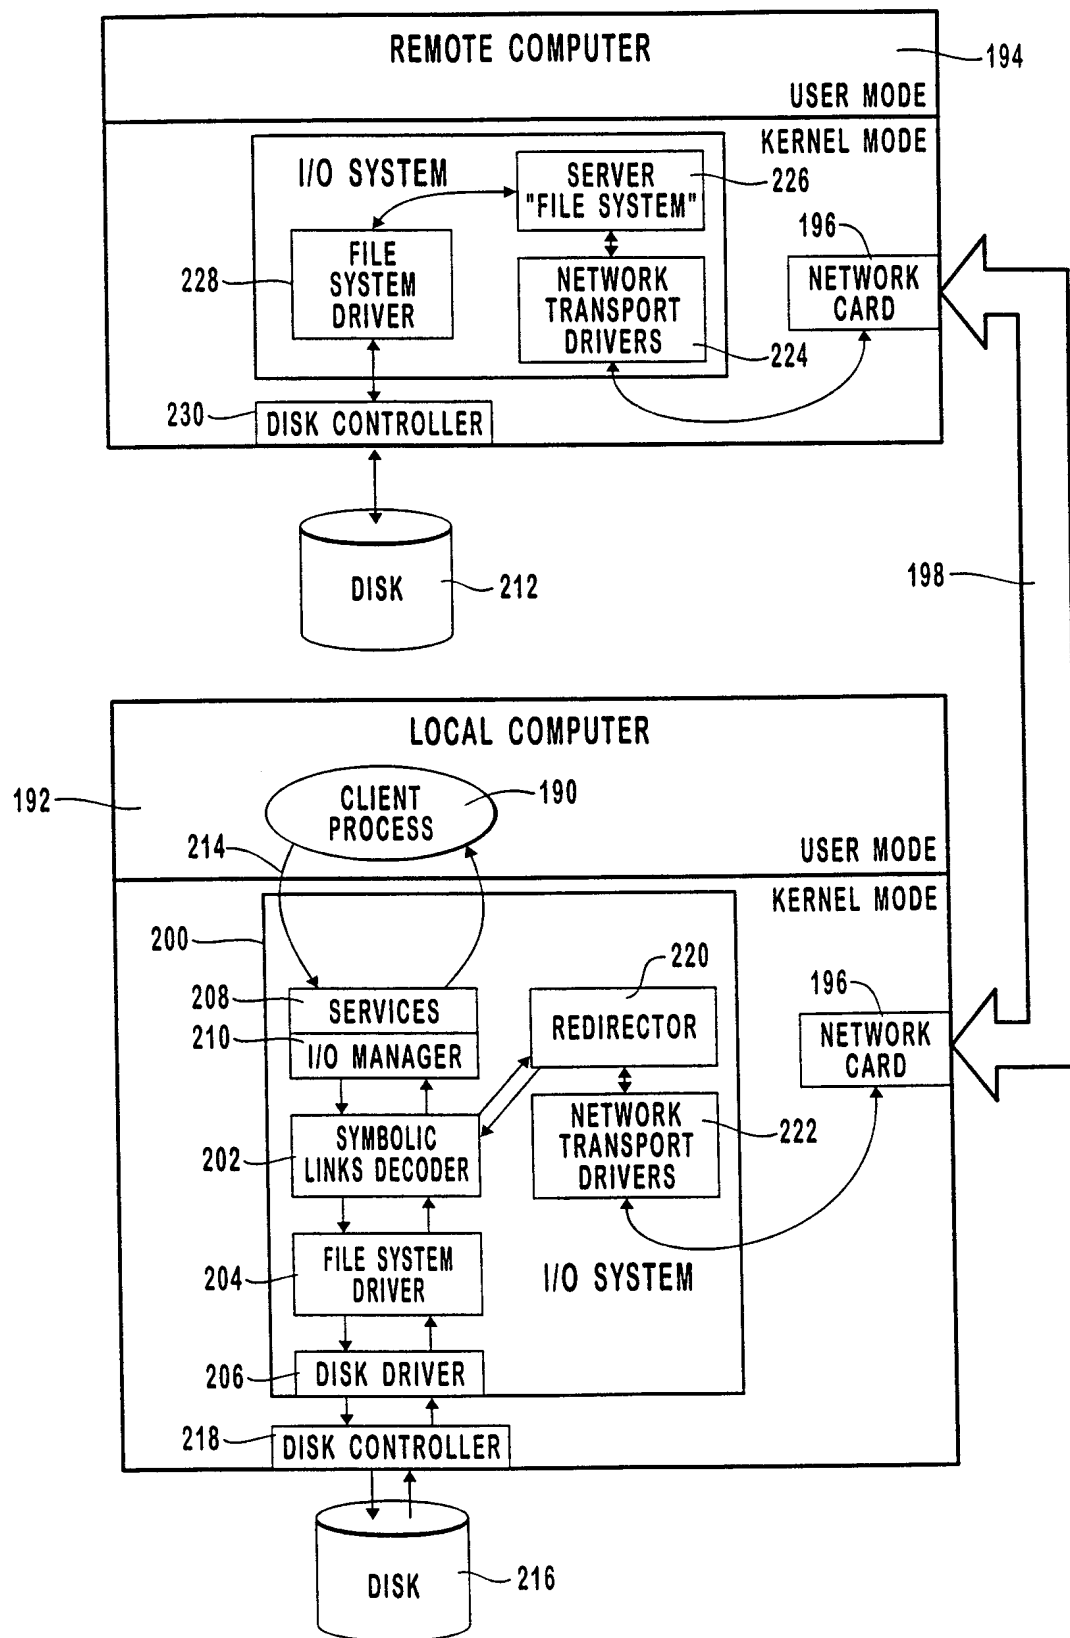 REMOTE COMPUTER
194
USER MODE
KERNEL MODE
I/O SYSTEM
SERVER
"FILE SYSTEM"
226
196
228
FILE
SYSTEM
DRIVER
NETWORK
TRANSPORT
DRIVERS
224
NETWORK
CARD
230
DISK CONTROLLER
DISK
212
198
LOCAL COMPUTER
192
CLIENT
PROCESS
190
214
USER MODE
KERNEL MODE
200
220
208
SERVICES
210
I/O MANAGER
REDIRECTOR
196
NETWORK
CARD
202
SYMBOLIC
LINKS DECODER
NETWORK
TRANSPORT
DRIVERS
222
204
FILE SYSTEM
DRIVER
I/O SYSTEM
206
DISK DRIVER
218
DISK CONTROLLER
DISK
216